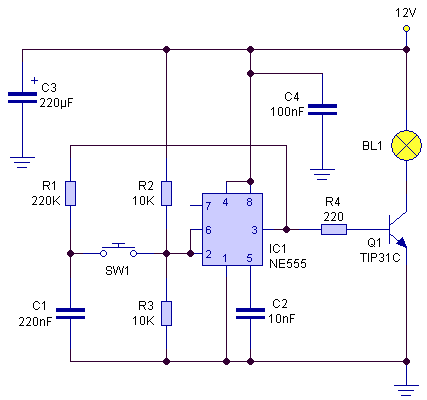 12V
C3
+
220µF
C4
100nF
BL1
R1
220K
R2
10K
R4
220
7
4
8
6
3
2
1
5
IC1
NE555
Q1
TIP31C
SW1
C1
220nF
R3
10K
C2
10nF